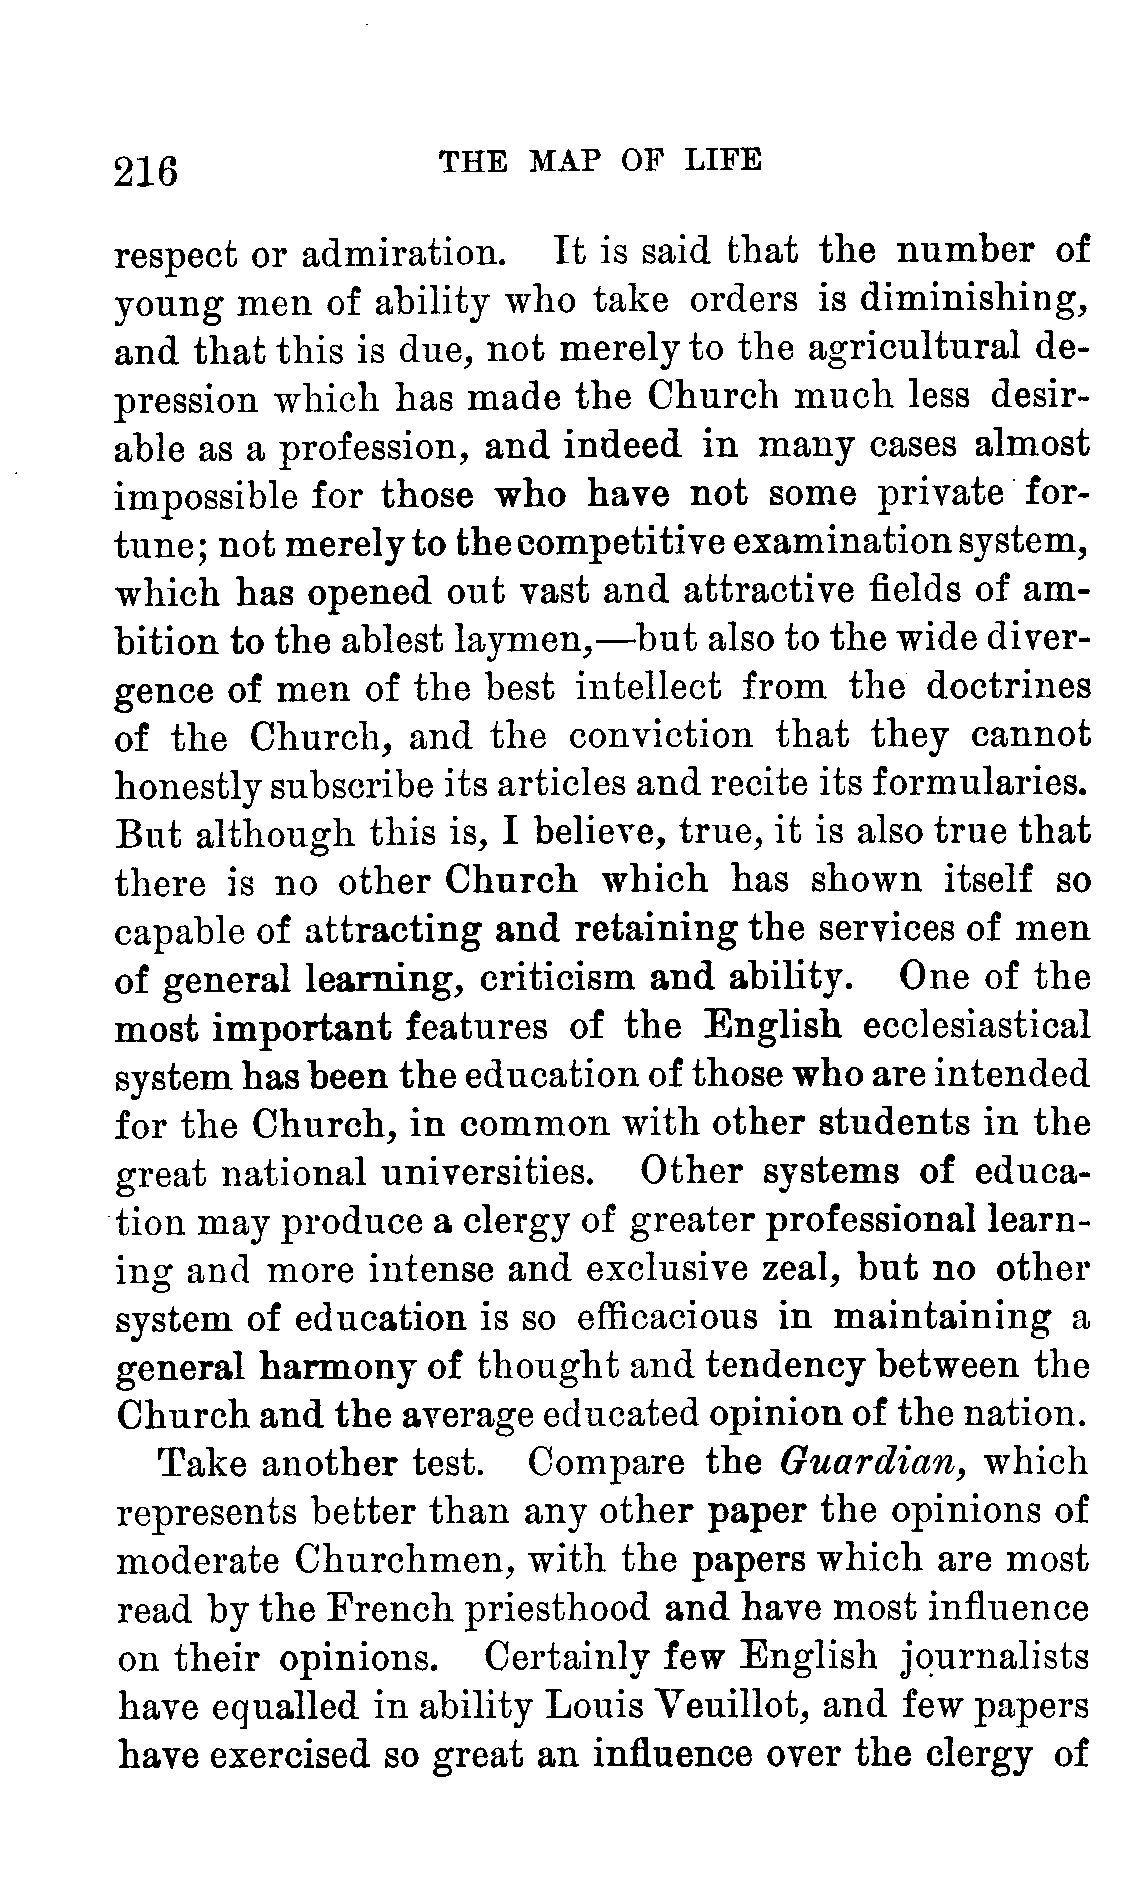 216 THE MAP OF LIFE
respect or admiration. It is said that the number of
young men of ability who take orders is diminishing,
and that this is due, not merely to the agricultural de-
pression which has made the Church much less desir-
able as a profession, and indeed in many cases almost
impossible for those who have not some private for-
tune; not merely to the competitive examination system,
which has opened out vast and attractive fields of am-
bition to the ablest laymen,—but also to the wide diver-
gence of men of the best intellect from the doctrines
of the Church, and the conviction that they cannot
honestly subscribe its articles and recite its formularies.
But although this is, I believe, true, it is also true that
there is no other Church which has shown itself so
capable of attracting and retaining the services of men
of general learning, criticism and ability. One of the
most important features of the English ecclesiastical
system has been the education of those who are intended
for the Church, in common with other students in the
great national universities. Other systems of educa-
tion may produce a clergy of greater professional learn-
ing and more intense and exclusive zeal, but no other
system of education is so efficacious in maintaining a
general harmony of thought and tendency between the
Church and the average educated opinion of the nation.
Take another test. Compare the Guardian, which
represents better than any other paper the opinions of
moderate Churchmen, with the papers which are most
read by the French priesthood and have most influence
on their opinions. Certainly few English journalists
have equalled in ability Louis Veuillot, and few papers
have exercised so great an influence over the clergy of